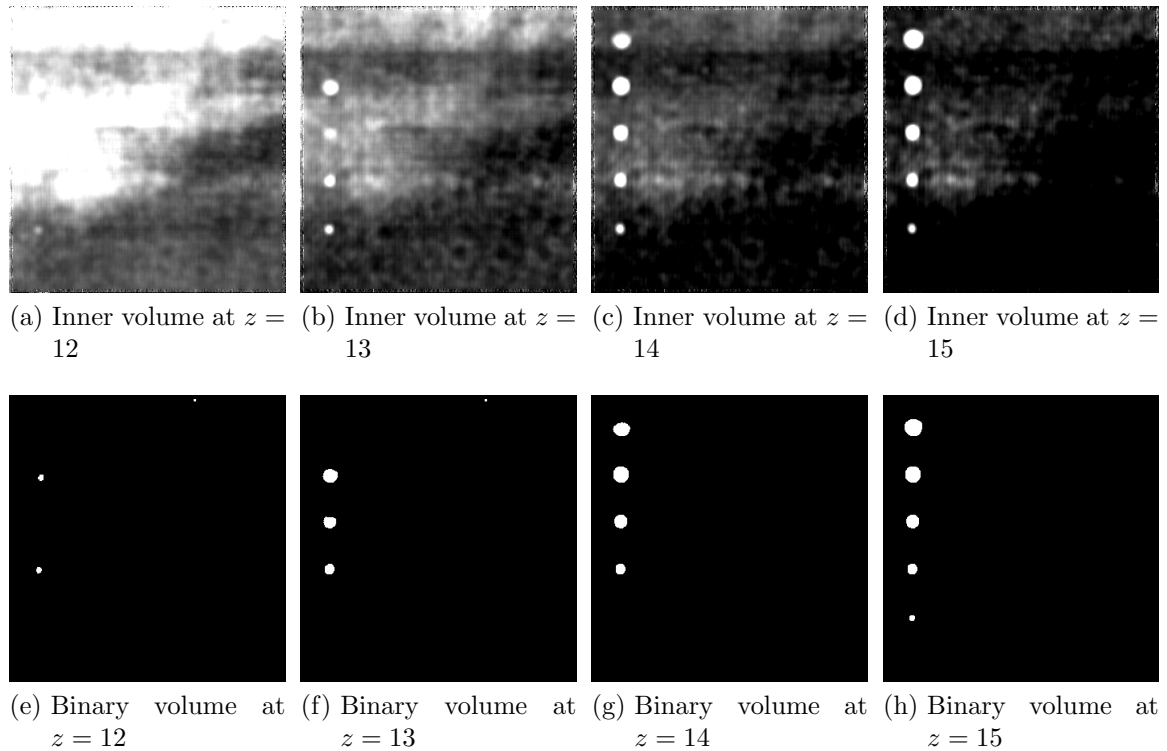 (a) Inner volume at z =
12
(b) Inner volume at z =
13
(c) Inner volume at z =
14
(d) Inner volume at z =
15
(e) Binary volume at
z = 12
(f) Binary volume at
z = 13
(g) Binary volume at
z = 14
(h) Binary volume at
z = 15